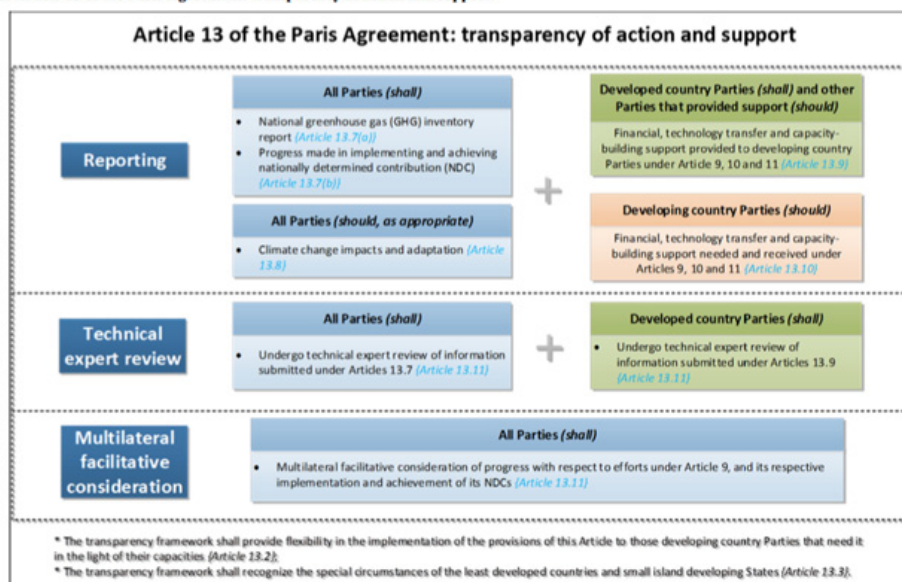 Article 13 of the Paris Agreement: transparency of action and support
Reporting
All Parties (shall)
• National greenhouse gas (GHG) inventory
report (Article 13.7(a))
• Progress made in implementing and achieving
nationally determined contribution (NDC)
(Article 13.7(b))
All Parties (should, as appropriate)
• Climate change impacts and adaptation (Article
13.8)
+
Developed country Parties (shall) and other
Parties that provided support (should)
Financial, technology transfer and capacity-
building support provided to developing country
Parties under Article 9, 10 and 11 (Article 13.9)
Developing country Parties (should)
Financial, technology transfer and capacity-
building support needed and received under
Articles 9, 10 and 11 (Article 13.10)
Technical
expert review
All Parties (shall)
• Undergo technical expert review of information
submitted under Articles 13.7 (Article 13.11)
+
Developed country Parties (shall)
• Undergo technical expert review of
information submitted under Articles 13.9
(Article 13.11)
Multilateral
facilitative
consideration
All Parties (shall)
• Multilateral facilitative consideration of progress with respect to efforts under Article 9, and its respective
implementation and achievement of its NDCs (Article 13.11)
* The transparency framework shall provide flexibility in the implementation of the provisions of this Article to those developing country Parties that need it
in the light of their capacities (Article 13.2);
* The transparency framework shall recognize the special circumstances of the least developed countries and small island developing States (Article 13.3).